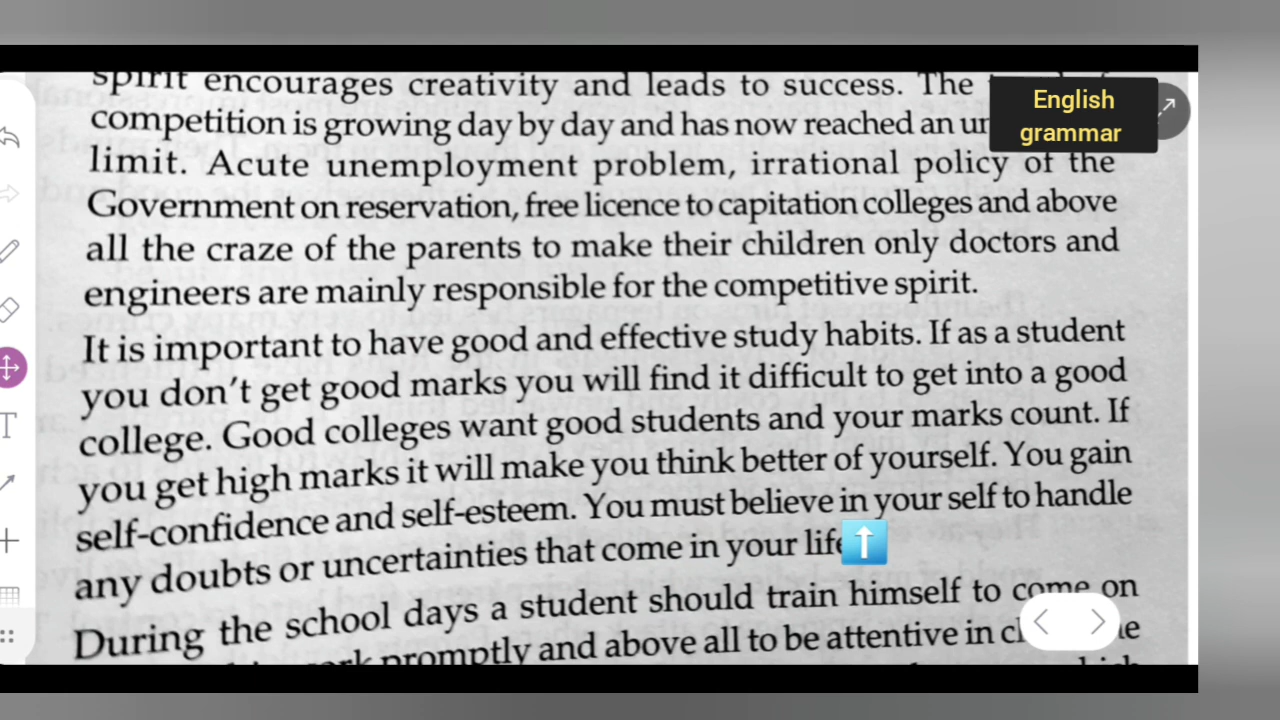 spirit encourages creativity and leads to success. The
competition is growing day by day and has now reached an
limit. Acute unemployment problem, irrational policy of the
Government on reservation, free licence to capitation colleges and above
all the craze of the parents to make their children only doctors and
engineers are mainly responsible for the competitive spirit.
It is important to have good and effective study habits. If as a student
you don't get good marks you will find it difficult to get into a good
college. Good colleges want good students and your marks count. If
you get high marks it will make you think better of yourself. You gain
self-confidence and self-esteem. You must believe in your self to handle
any doubts or uncertainties that come in your life
During the school days a student should train himself to come on
promptly and above all to be attentive in
English
grammar